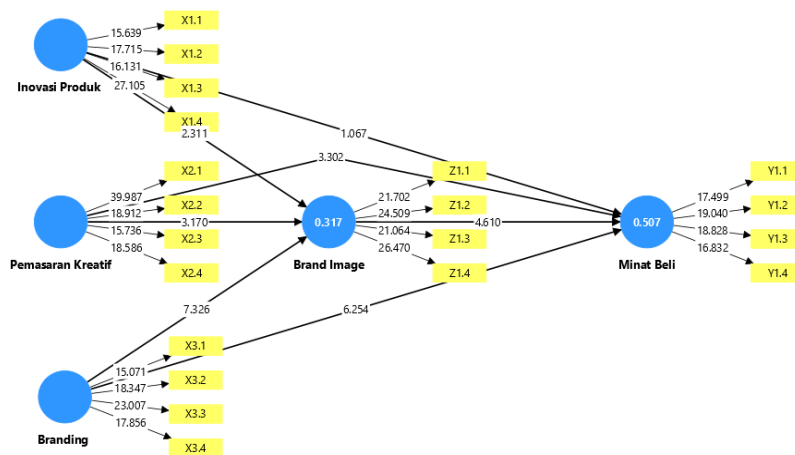 X1.1
15.639
17.715
X1.2
16.131
Inovasi Produk
27.105
X1.3
X1.4
2.311
1.067
3.302
X2.1
39.987
X2.2
18.912
3.170
15.736
X2.3
Pemasaran Kreatif
18.586
X2.4
Z1.1
21.702
Z1.2
24.509
0.317
4.610
21.064
Z1.3
Brand Image
26.470
Z1.4
Y1.1
17.499
Y1.2
19.040
0.507
18.828
Y1.3
Minat Beli
16.832
Y1.4
7.326
6.254
X3.1
15.071
18.347
X3.2
23.007
X3.3
17.856
Branding
X3.4